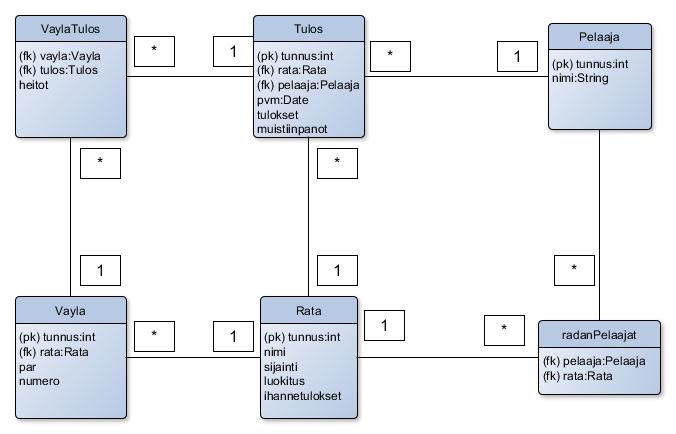 VaylaTulos
(fk) vayla:Vayla
(fk) tulos:Tulos
heitot
*
1
Tulos
(pk) tunnus:int
(fk) rata:Rata
(fk) pelaaja:Pelaaja
pvm:Date
tulokset
muistiinpanot
*
1
Pelaaja
(pk) tunnus:int
nimi:String
*
*
1
1
*
Vayla
(pk) tunnus:int
(fk) rata:Rata
par
numero
*
1
Rata
(pk) tunnus:int
nimi
sijainti
luokitus
ihannetulokset
1
*
radanPelaajat
(fk) pelaaja:Pelaaja
(fk) rata:Rata